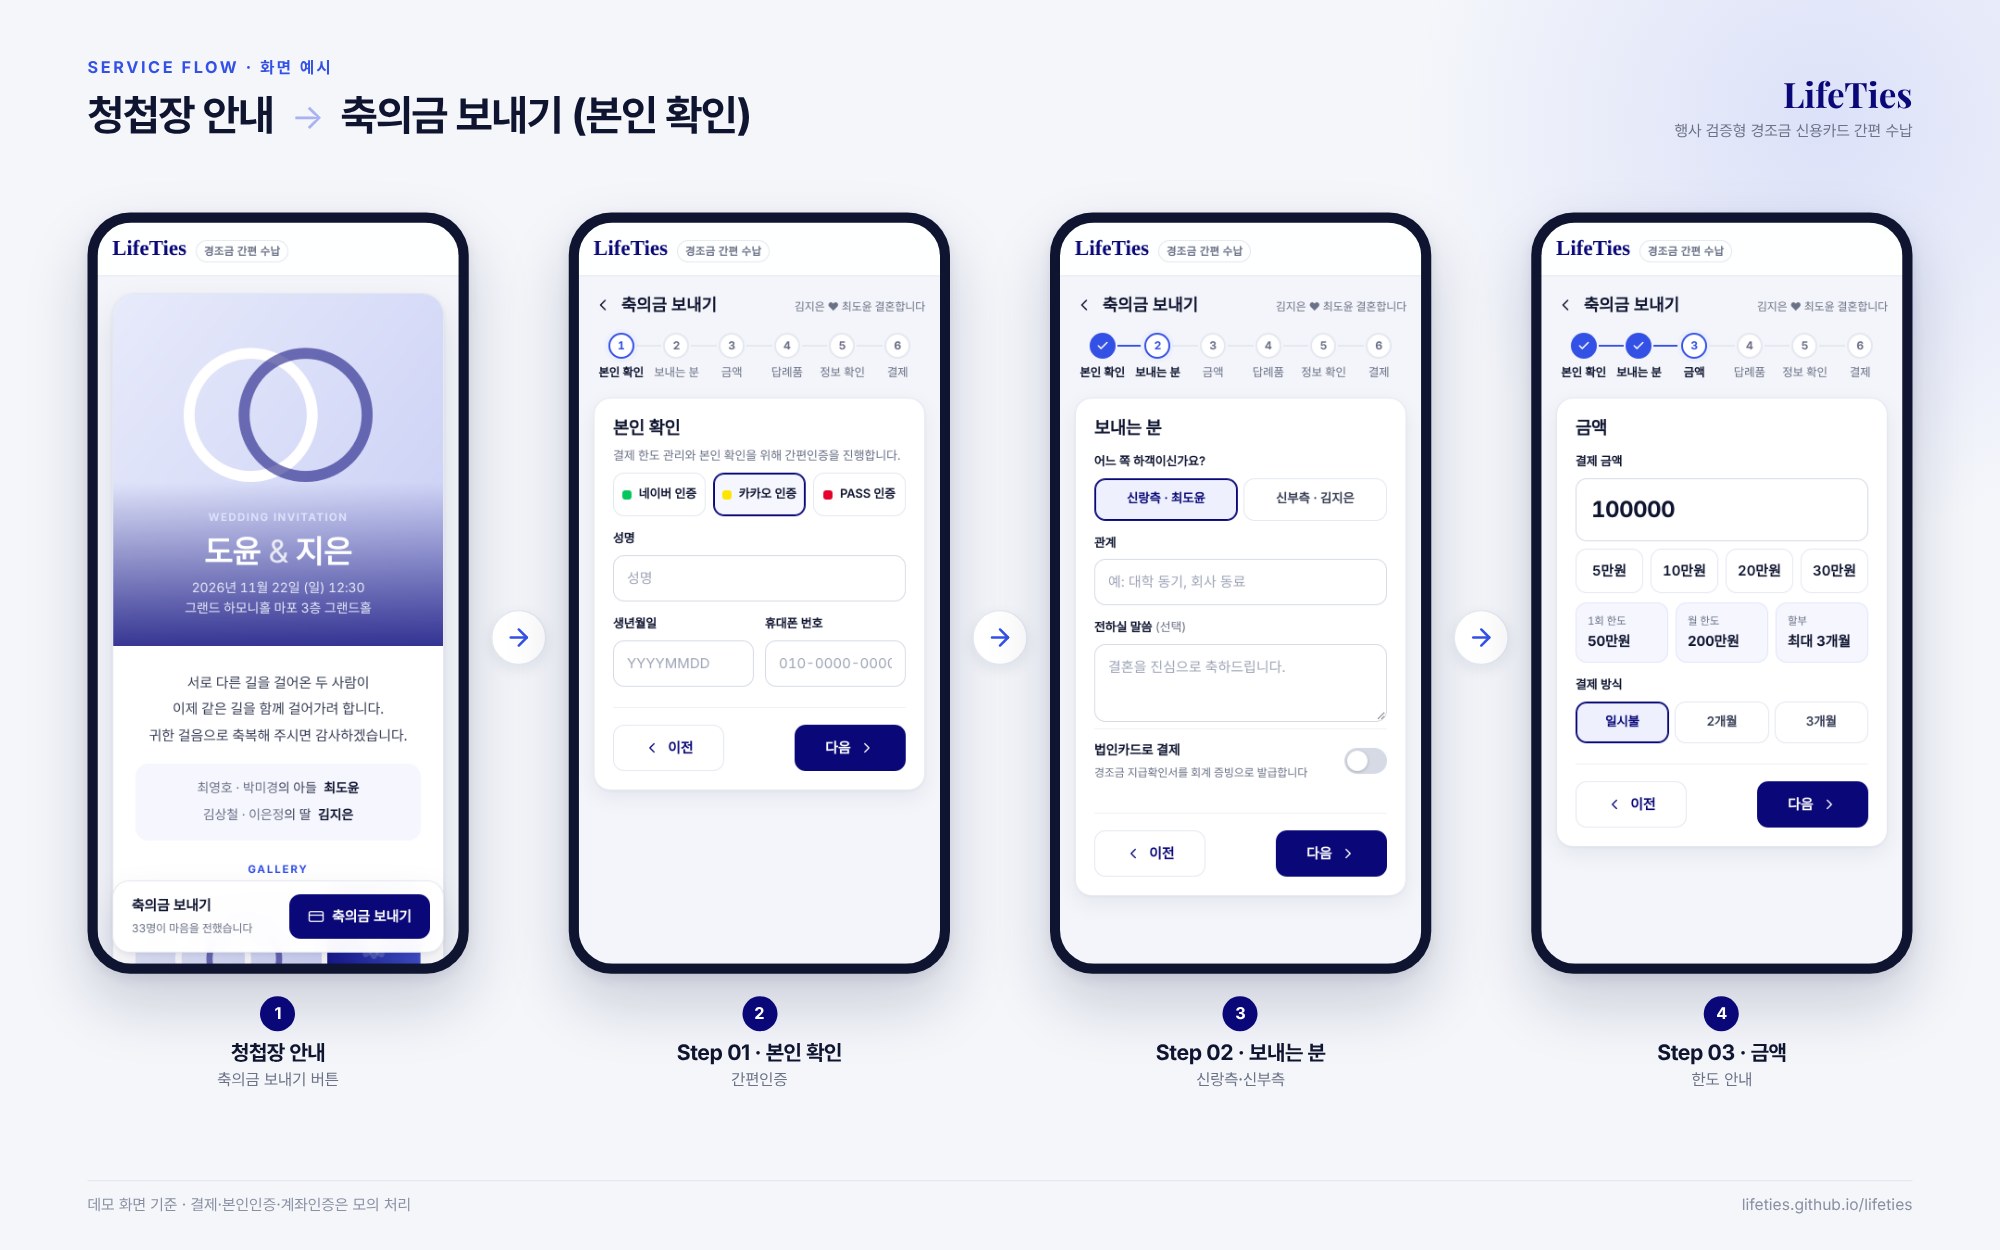 SERVICE FLOW · 화면 예시
청첩장 안내 → 축의금 보내기 (본인 확인)
LifeTies
행사 검증형 경조금 신용카드 간편 수납
LifeTies 경조금 간편 수납
WEDDING INVITATION
도윤 & 지은
2026년 11월 22일 (일) 12:30
그랜드 하모니홀 마포 3층 그랜드홀
서로 다른 길을 걸어온 두 사람이
이제 같은 길을 함께 걸어가려 합니다.
귀한 걸음으로 축복해 주시면 감사하겠습니다.
최영호 · 박미경의 아들 최도윤
김상철 · 이은정의 딸 김지은
GALLERY
축의금 보내기
33명이 마음을 전했습니다
축의금 보내기
1
청첩장 안내
축의금 보내기 버튼
LifeTies 경조금 간편 수납
축의금 보내기 김지은 ♥ 최도윤 결혼합니다
1 2 3 4 5 6
본인 확인 보내는 분 금액 답례품 정보 확인 결제
본인 확인
결제 한도 관리와 본인 확인을 위해 간편인증을 진행합니다.
네이버 인증 카카오 인증 PASS 인증
성명
성명
생년월일 휴대폰 번호
YYYYMMDD 010-0000-000
이전 다음
2
Step 01 · 본인 확인
간편인증
LifeTies 경조금 간편 수납
축의금 보내기 김지은 ♥ 최도윤 결혼합니다
2 3 4 5 6
본인 확인 보내는 분 금액 답례품 정보 확인 결제
보내는 분
어느 쪽 하객이신가요?
신랑측 · 최도윤 신부측 · 김지은
관계
예: 대학 동기, 회사 동료
전하실 말씀 (선택)
결혼을 진심으로 축하드립니다.
법인카드로 결제
경조금 지급확인서를 회계 증빙으로 발급합니다
이전 다음
3
Step 02 · 보내는 분
신랑측·신부측
LifeTies 경조금 간편 수납
축의금 보내기 김지은 ♥ 최도윤 결혼합니다
3 4 5 6
본인 확인 보내는 분 금액 답례품 정보 확인 결제
금액
결제 금액
100000
5만원 10만원 20만원 30만원
1회 한도 월 한도 할부
50만원 200만원 최대 3개월
결제 방식
일시불 2개월 3개월
이전 다음
4
Step 03 · 금액
한도 안내
데모 화면 기준 · 결제·본인인증·계좌인증은 모의 처리
lifeties.github.io/lifeties